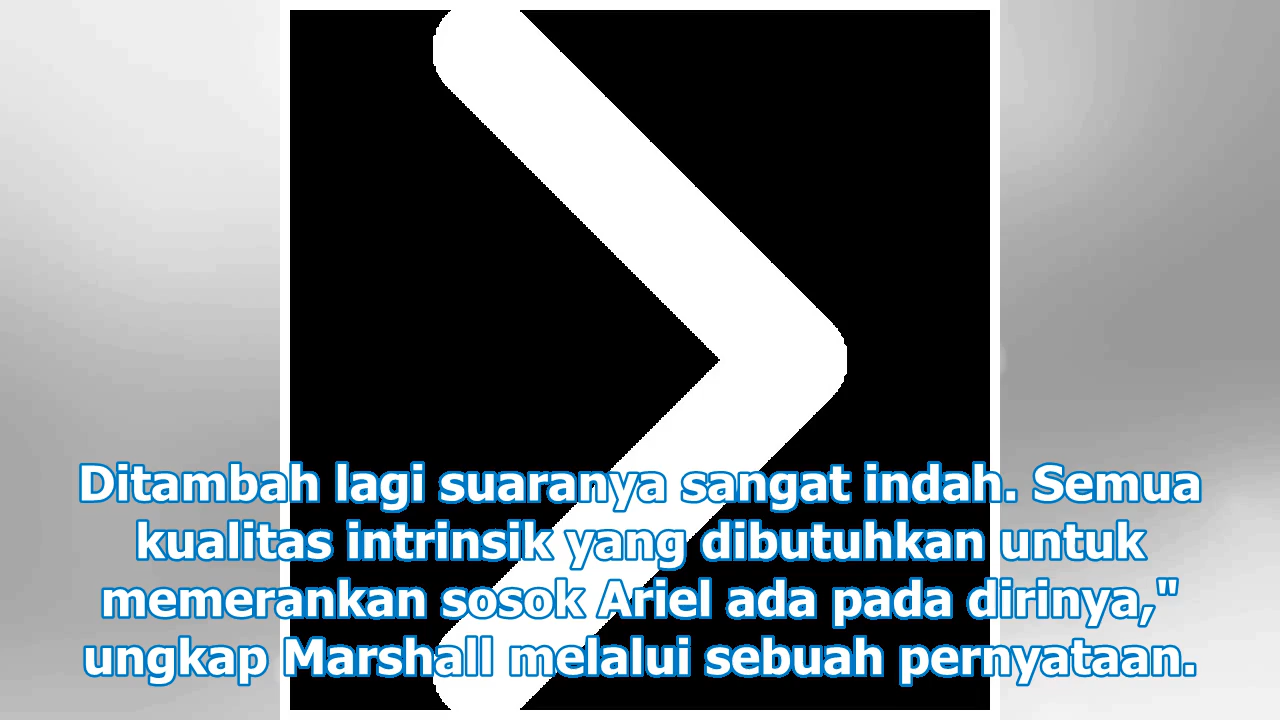 Ditambah lagi suaranya sangat indah. Semua
kualitas intrinsik yang dibutuhkan untuk
memerankan sosok Ariel ada pada dirinya,"
ungkap Marshall melalui sebuah pernyataan.